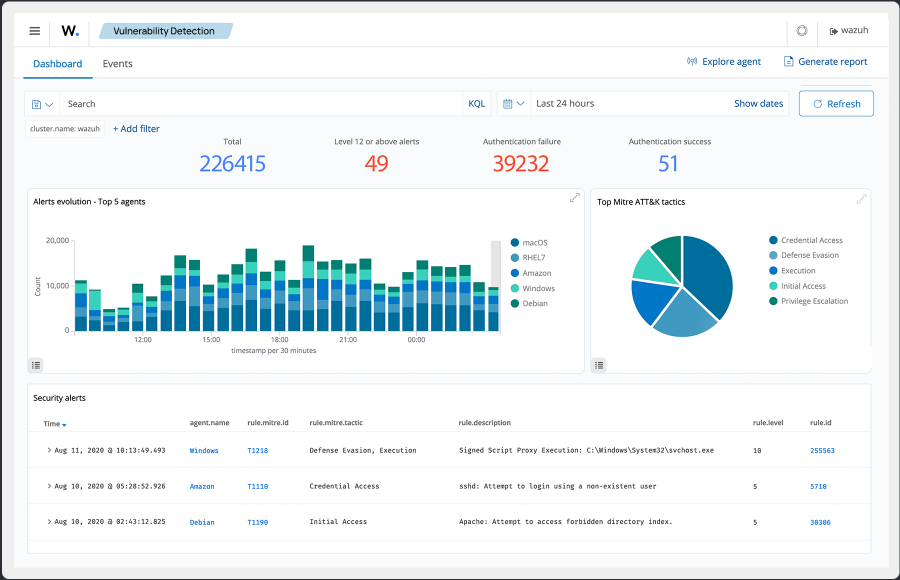 W. Vulnerability Detection wazuh
Dashboard Events Explore agent Generate report
Search KQL Last 24 hours Show dates Refresh
cluster.name: wazuh + Add filter
Total Level 12 or above alerts Authentication failure Authentication success
226415 49 39232 51
Alerts evolution - Top 5 agents
20,000
10,000
0
Count
12:00 15:00 18:00 21:00 00:00
timestamp per 30 minutes
macOS
RHEL7
Amazon
Windows
Debian
Top Mitre ATT&K tactics
Credential Access
Defense Evasion
Execution
Initial Access
Privilege Escalation
Security alerts
Time agent.name rule.mitre.id rule.mitre.tactic rule.description rule.level rule.id
Aug 11, 2020 @ 10:13:49.493 Windows T1218 Defense Evasion, Execution Signed Script Proxy Execution: C:\Windows\System32\svchost.exe 10 255563
Aug 10, 2020 @ 05:28:52.926 Amazon T1110 Credential Access sshd: Attempt to login using a non-existent user 5 5710
Aug 10, 2020 @ 02:43:12.825 Debian T1190 Initial Access Apache: Attempt to access forbidden directory index. 5 30306